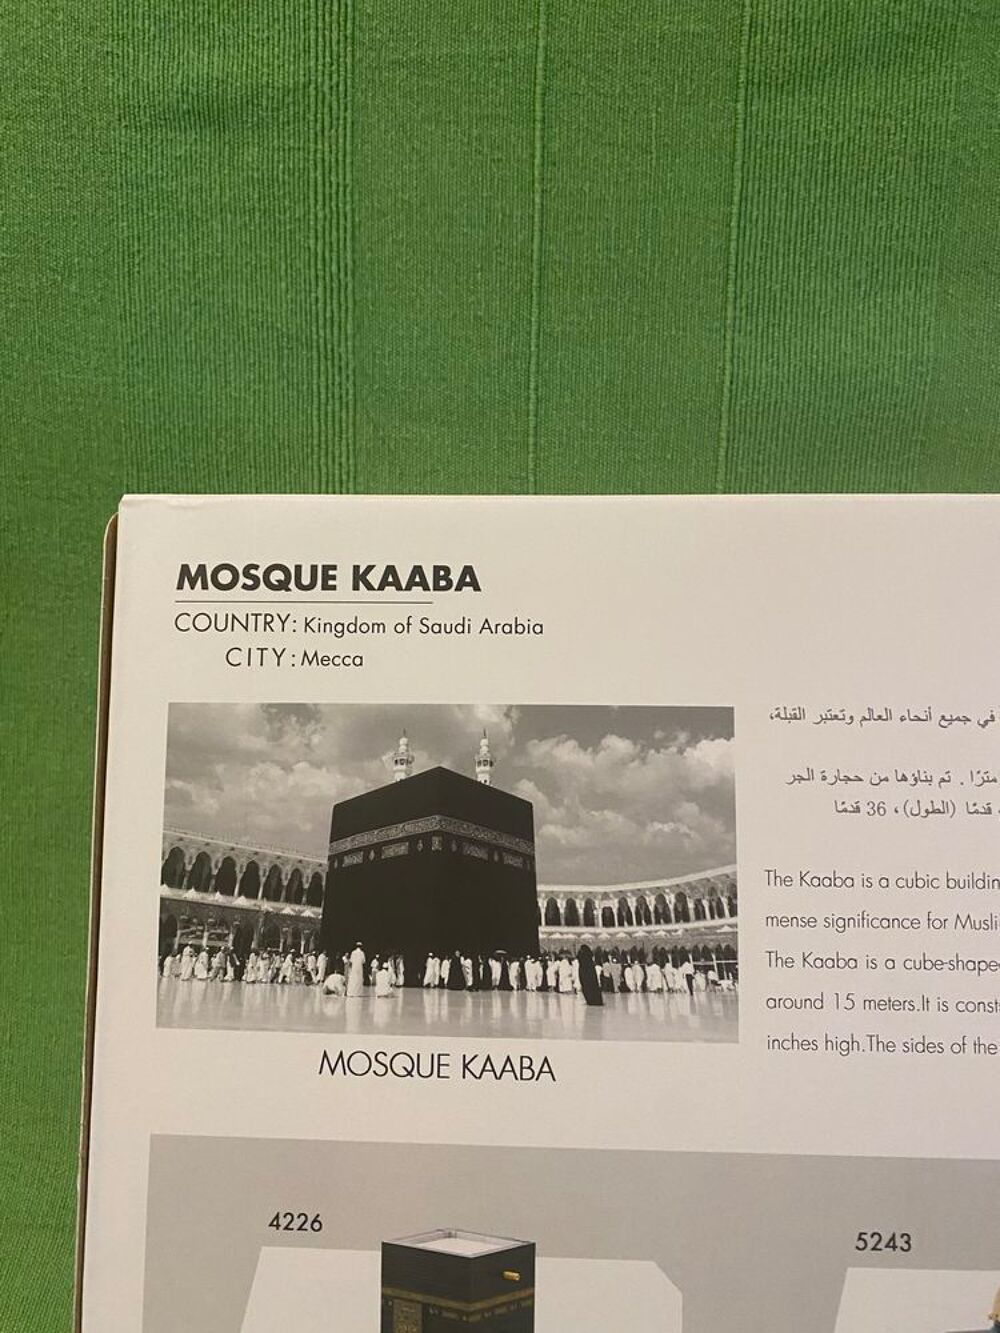 MOSQUE KAABA
COUNTRY: Kingdom of Saudi Arabia
CITY: Mecca
في جميع أنحاء العالم وتعتبر القبلة،
مترًا . تم بناؤها من حجارة الجر
قدمًا (الطول)، 36 قدمًا
The Kaaba is a cubic buildin
mense significance for Musli
The Kaaba is a cube-shape
around 15 meters.It is const
inches high.The sides of the
MOSQUE KAABA
4226
5243